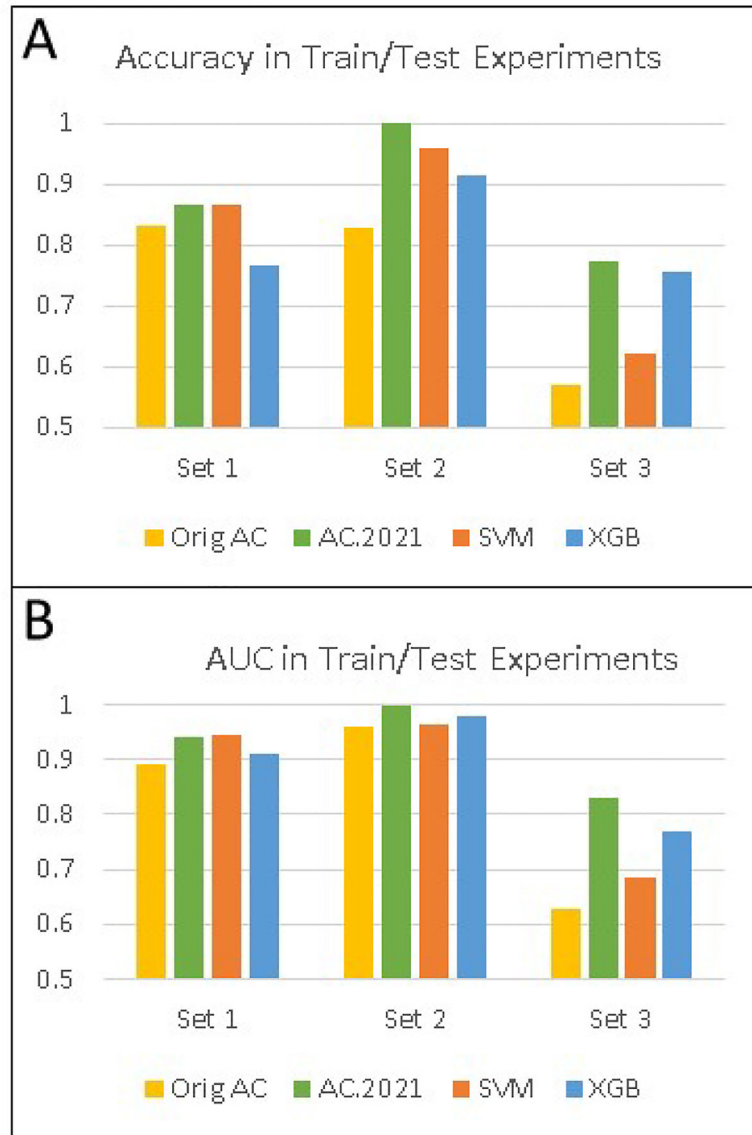 A
Accuracy in Train/Test Experiments
1
0.9
0.8
0.7
0.6
0.5
Set 1 Set 2 Set 3
Orig AC AC.2021 SVM XGB
B
AUC in Train/Test Experiments
1
0.9
0.8
0.7
0.6
0.5
Set 1 Set 2 Set 3
Orig AC AC.2021 SVM XGB